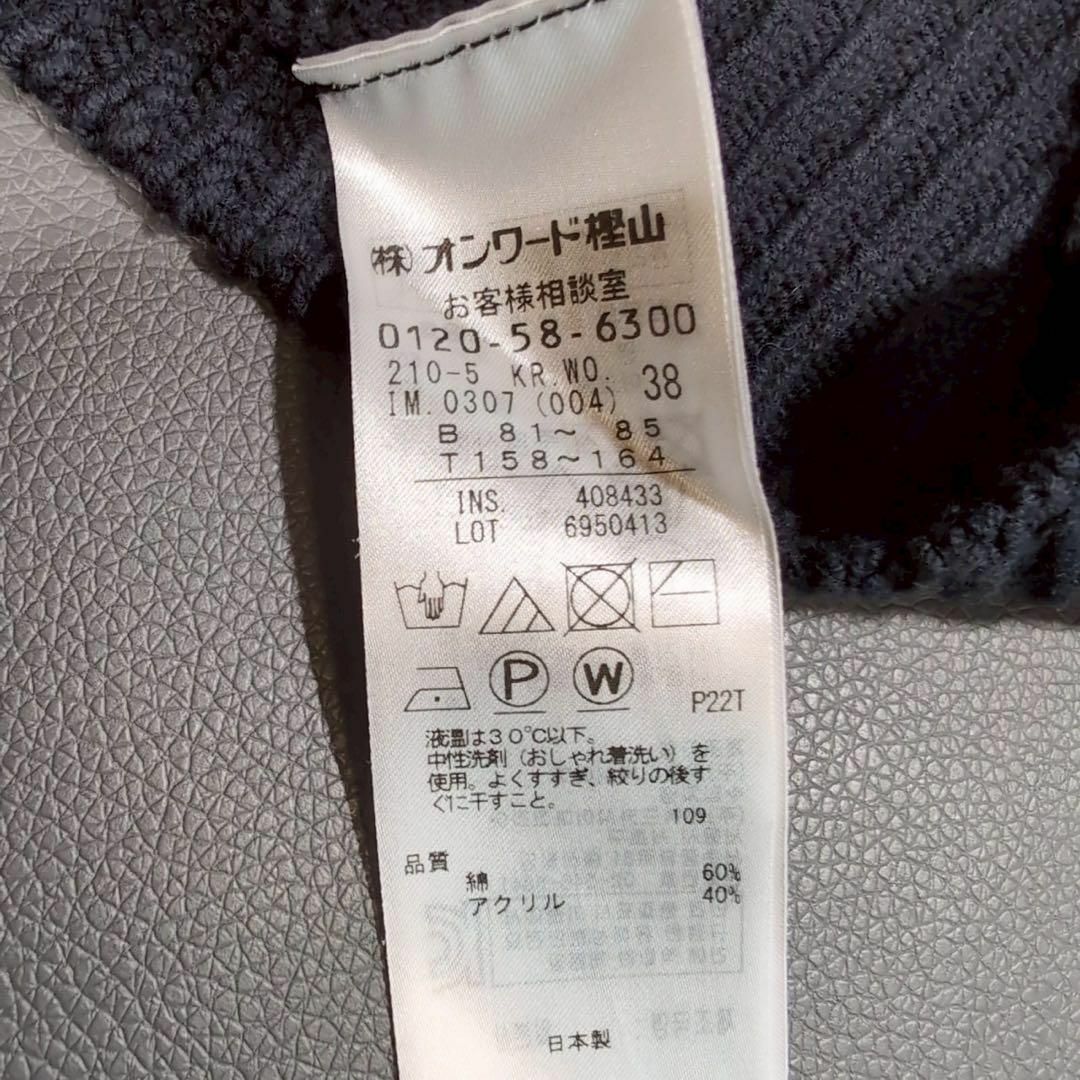 ㈱オンワード樫山
お客様相談室
0120-58-6300
210-5 KR.WO. 38
IM.0307 (004)
B 81～ 85
T158～164
INS. 408433
LOT 6950413
P
W
P22T
液温は30℃以下。
中性洗剤（おしゃれ着洗い）を
使用。よくすすぎ、絞りの後す
ぐに干すこと。
109
品質
綿 60%
アクリル 40%
日本製